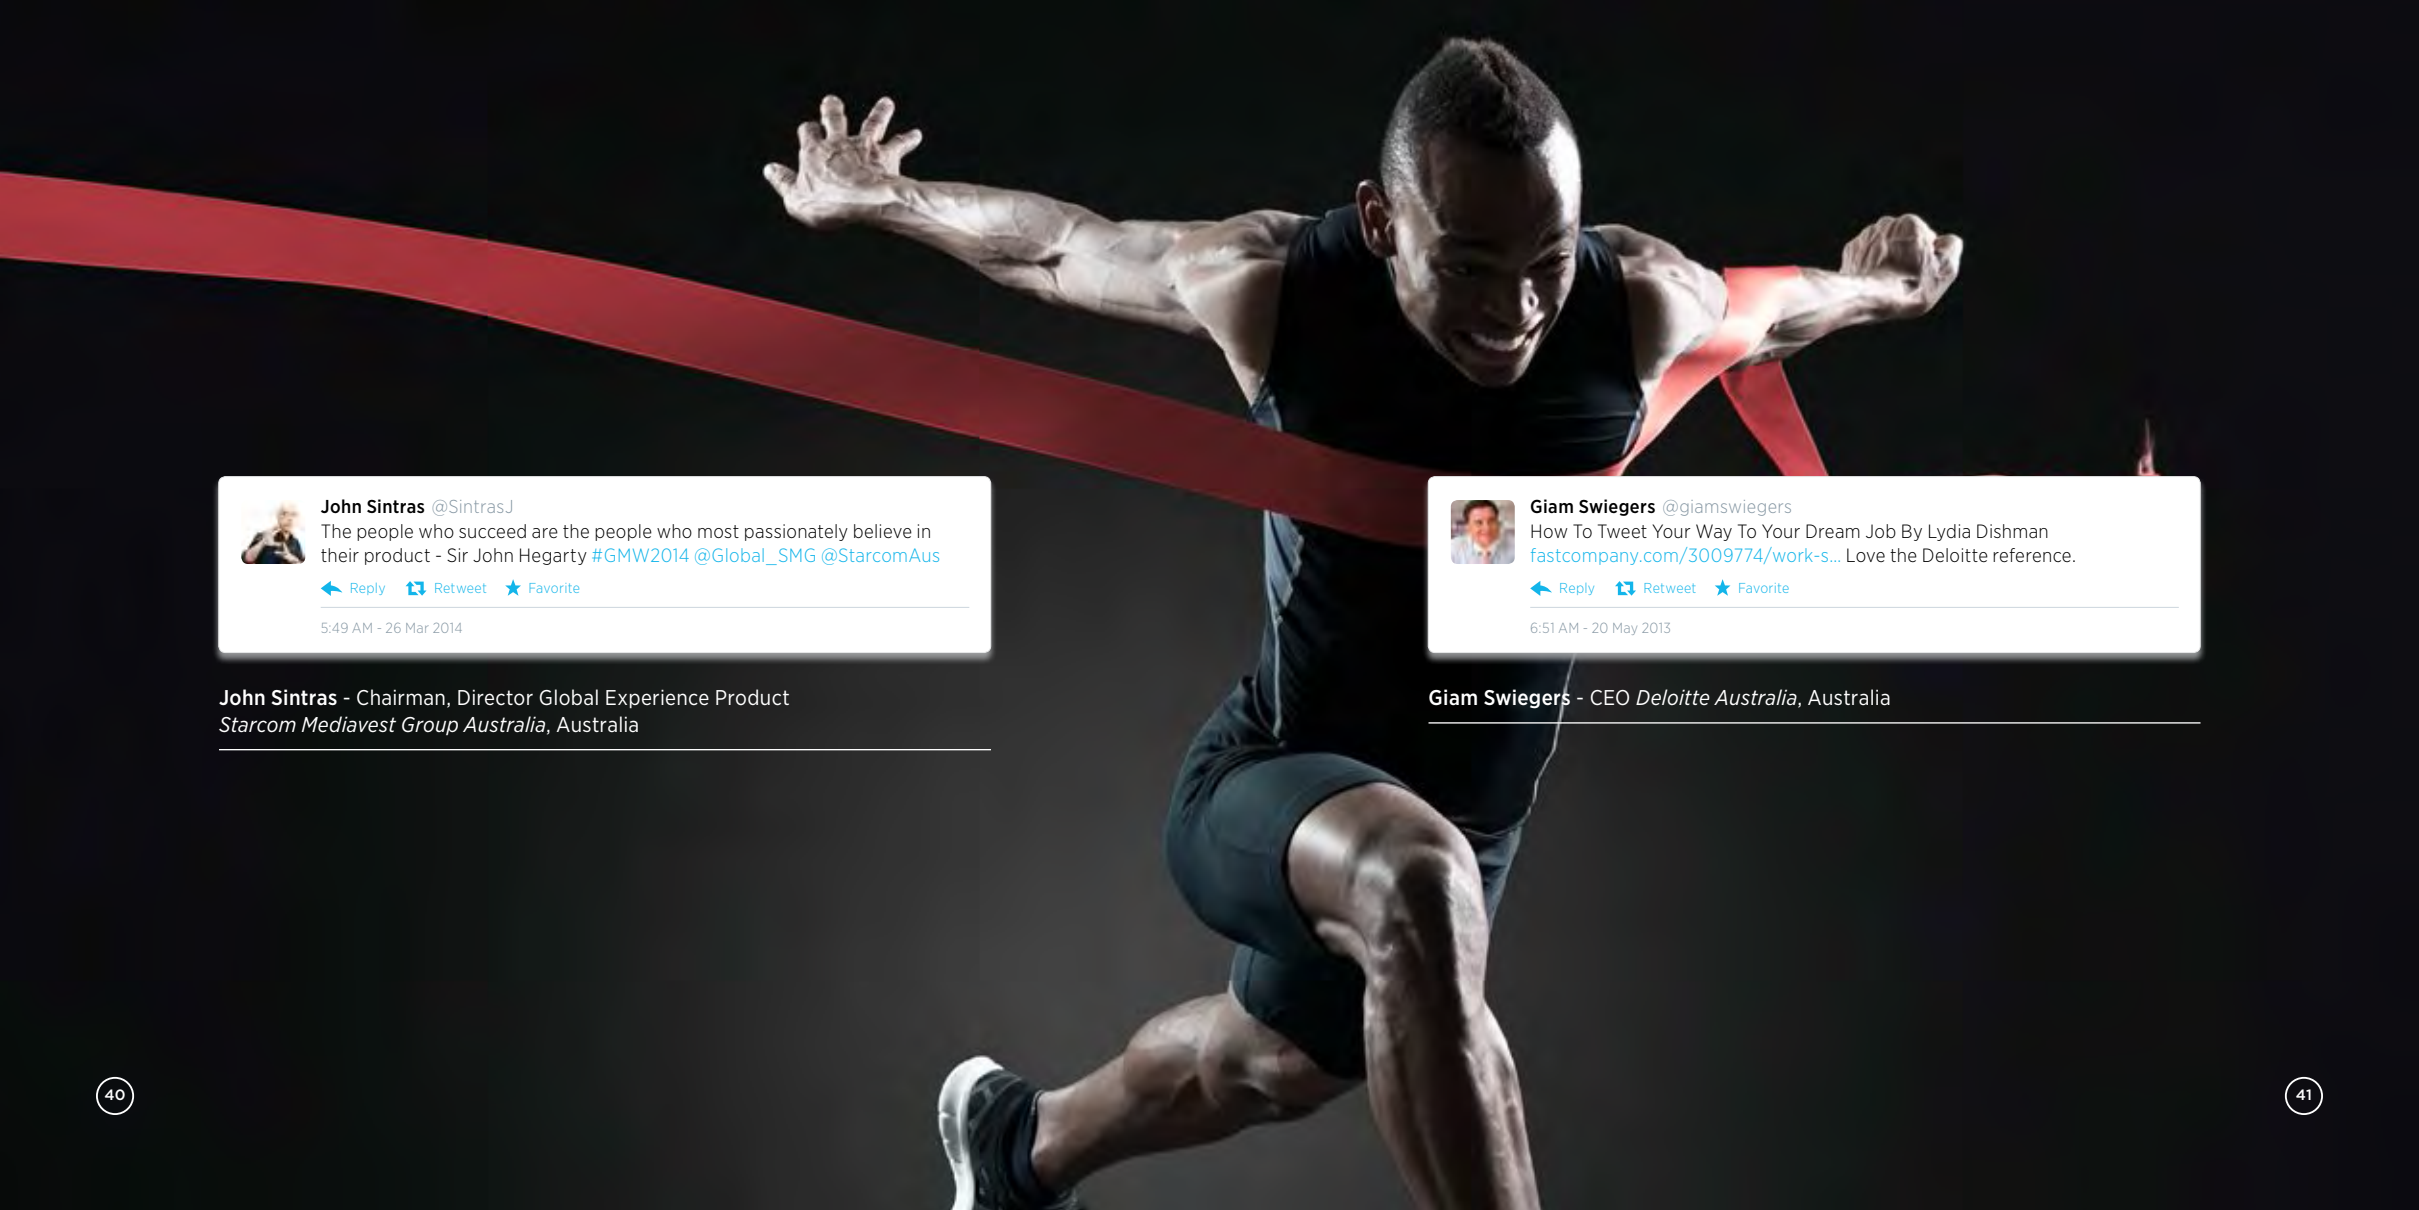 John Sintras @SintrasJ
The people who succeed are the people who most passionately believe in
their product - Sir John Hegarty #GMW2014 @Global_SMG @StarcomAus
Reply Retweet Favorite
5:49 AM - 26 Mar 2014
John Sintras - Chairman, Director Global Experience Product
Starcom Mediavest Group Australia, Australia
40
Giam Swiegers @giamswiegers
How To Tweet Your Way To Your Dream Job By Lydia Dishman
fastcompany.com/3009774/work-s... Love the Deloitte reference.
Reply Retweet Favorite
6:51 AM - 20 May 2013
Giam Swiegers - CEO Deloitte Australia, Australia
41